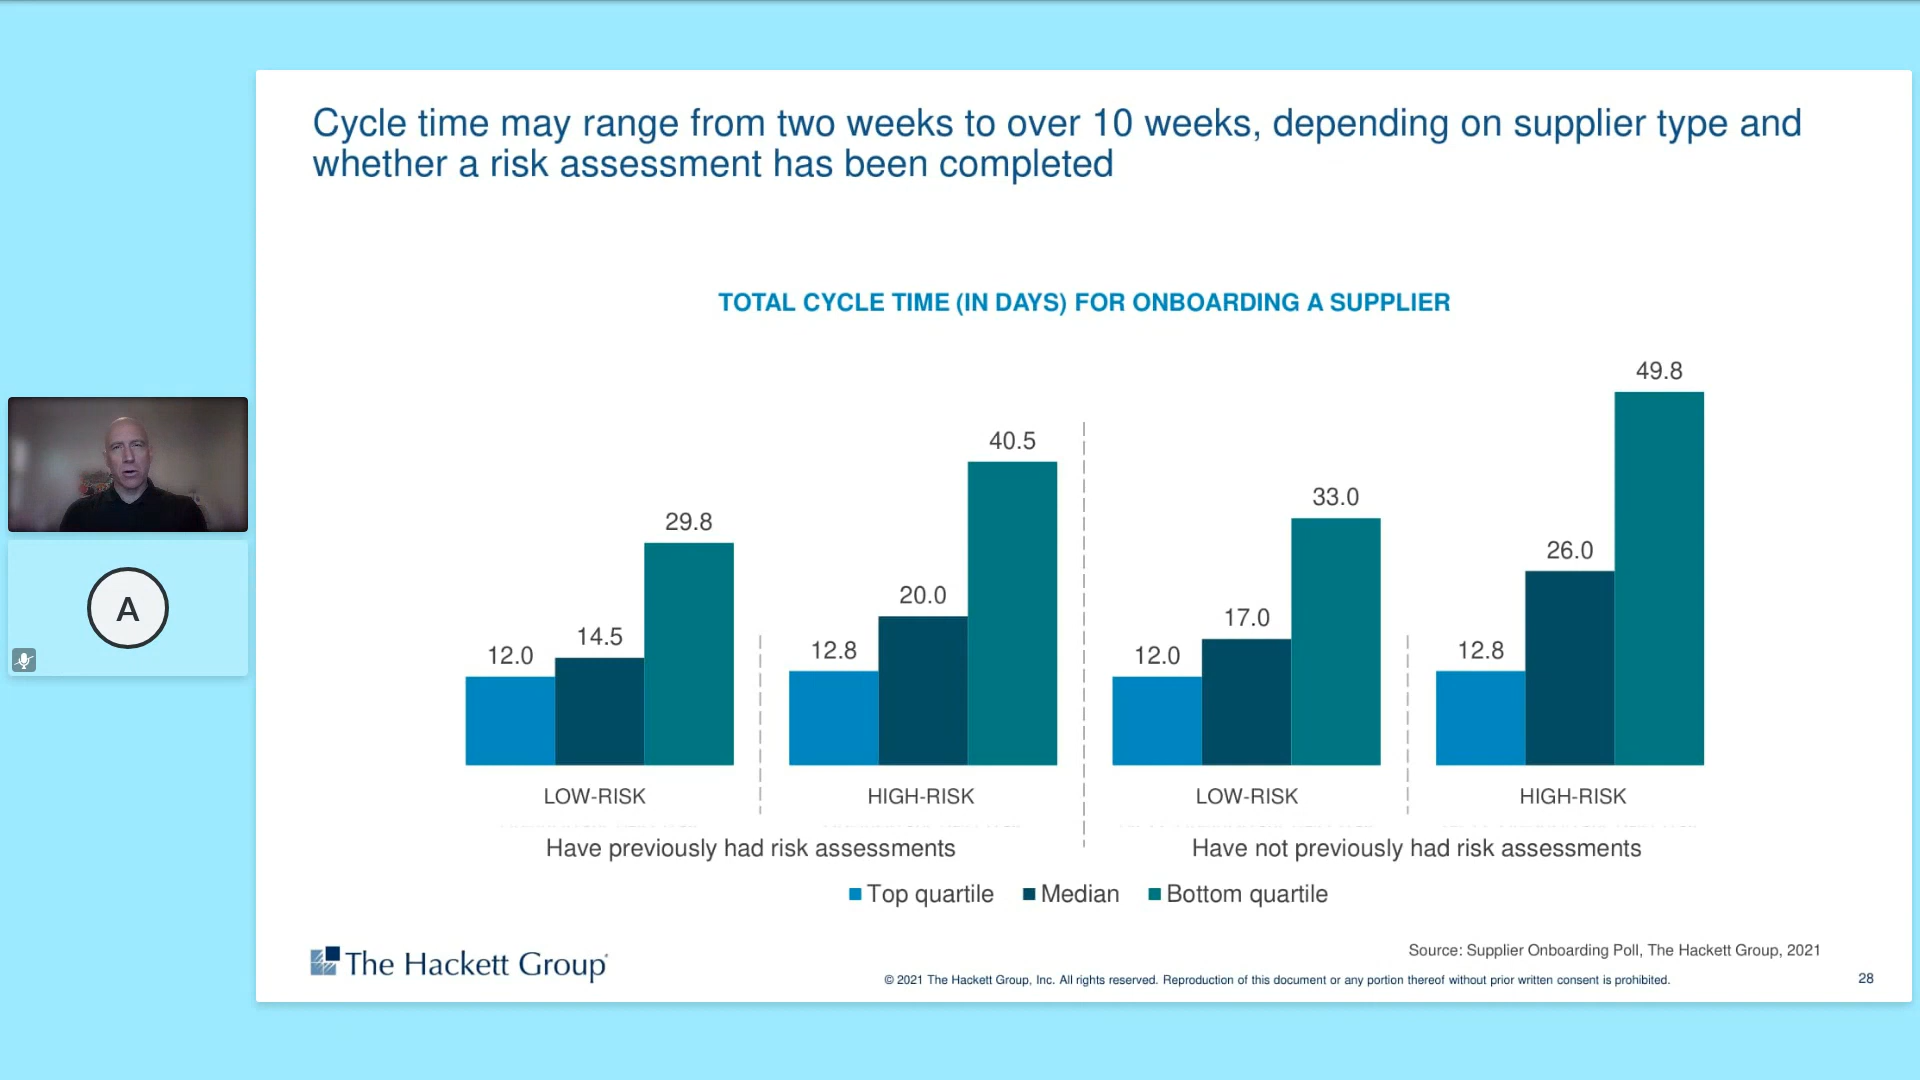 Cycle time may range from two weeks to over 10 weeks, depending on supplier type and
whether a risk assessment has been completed
TOTAL CYCLE TIME (IN DAYS) FOR ONBOARDING A SUPPLIER
12.0
14.5
29.8
12.8
20.0
40.5
12.0
17.0
33.0
12.8
26.0
49.8
LOW-RISK
HIGH-RISK
LOW-RISK
HIGH-RISK
Have previously had risk assessments
Have not previously had risk assessments
Top quartile
Median
Bottom quartile
A
The Hackett Group
Source: Supplier Onboarding Poll, The Hackett Group, 2021
© 2021 The Hackett Group, Inc. All rights reserved. Reproduction of this document or any portion thereof without prior written consent is prohibited.
28